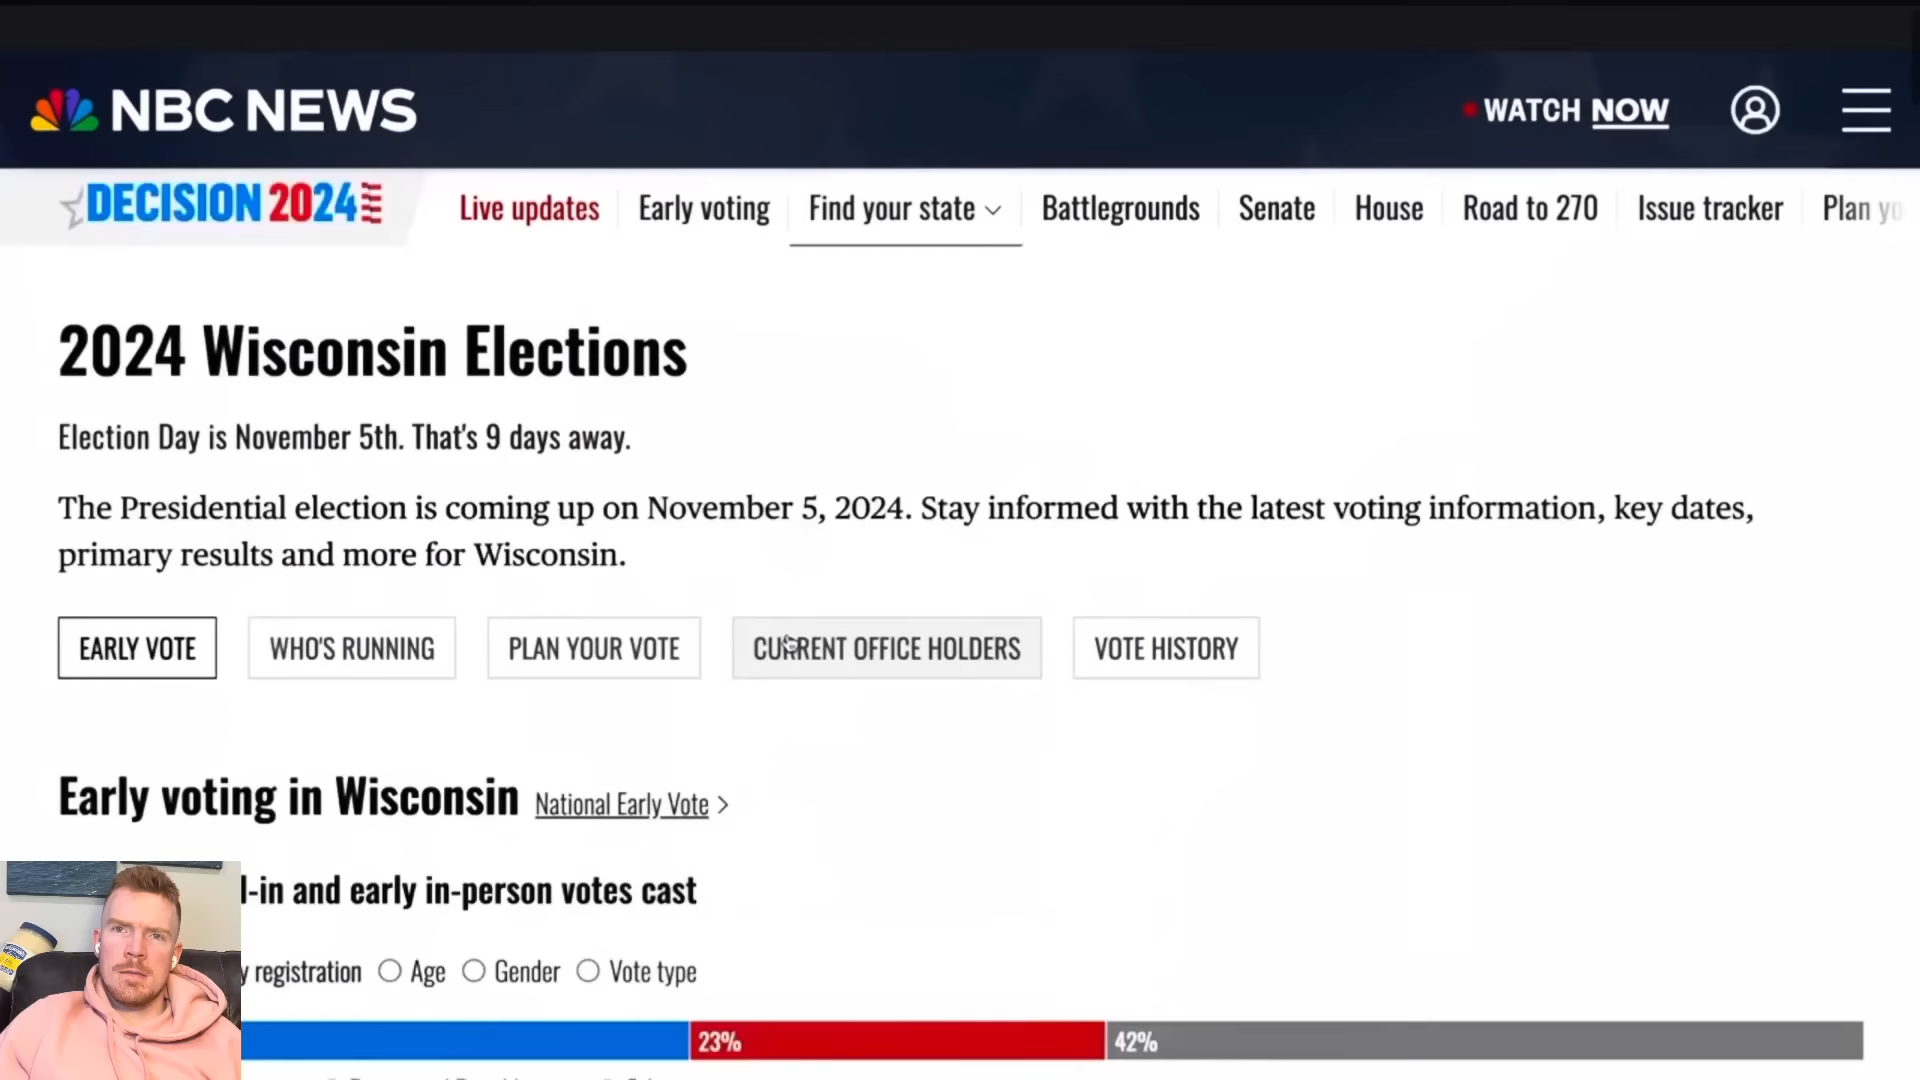 NBC NEWS
WATCH NOW
DECISION 2024
Live updates
Early voting
Find your state
Battlegrounds
Senate
House
Road to 270
Issue tracker
Plan yo
2024 Wisconsin Elections
Election Day is November 5th. That's 9 days away.
The Presidential election is coming up on November 5, 2024. Stay informed with the latest voting information, key dates,
primary results and more for Wisconsin.
EARLY VOTE
WHO'S RUNNING
PLAN YOUR VOTE
CURRENT OFFICE HOLDERS
VOTE HISTORY
Early voting in Wisconsin
National Early Vote >
l-in and early in-person votes cast
y registration
Age
Gender
Vote type
23%
42%